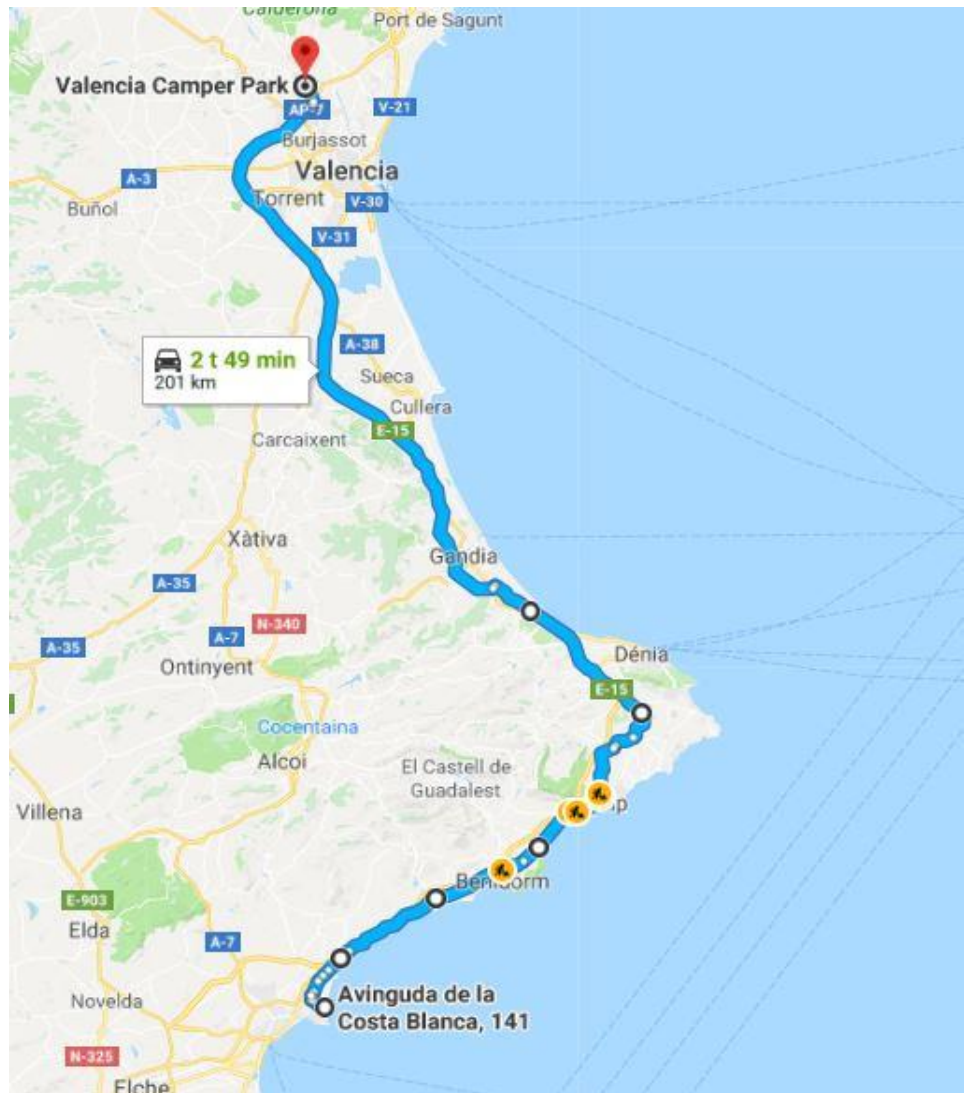 Calderona
Port de Sagunt
Valencia Camper Park
AP-7
V-21
Burjassot
Valencia
A-3
Torrent
V-30
Buñol
V-31
2 t 49 min
201 km
A-38
Sueca
Cullera
E-15
Carcaixent
Xàtiva
Gandia
A-35
N-340
A-7
A-35
Ontinyent
Dénia
E-15
Cocentaina
Alcoi
El Castell de
Guadalest
Villena
Benidorm
E-903
Elda
A-7
Avinguda de la
Costa Blanca, 141
Novelda
N-325
Elche